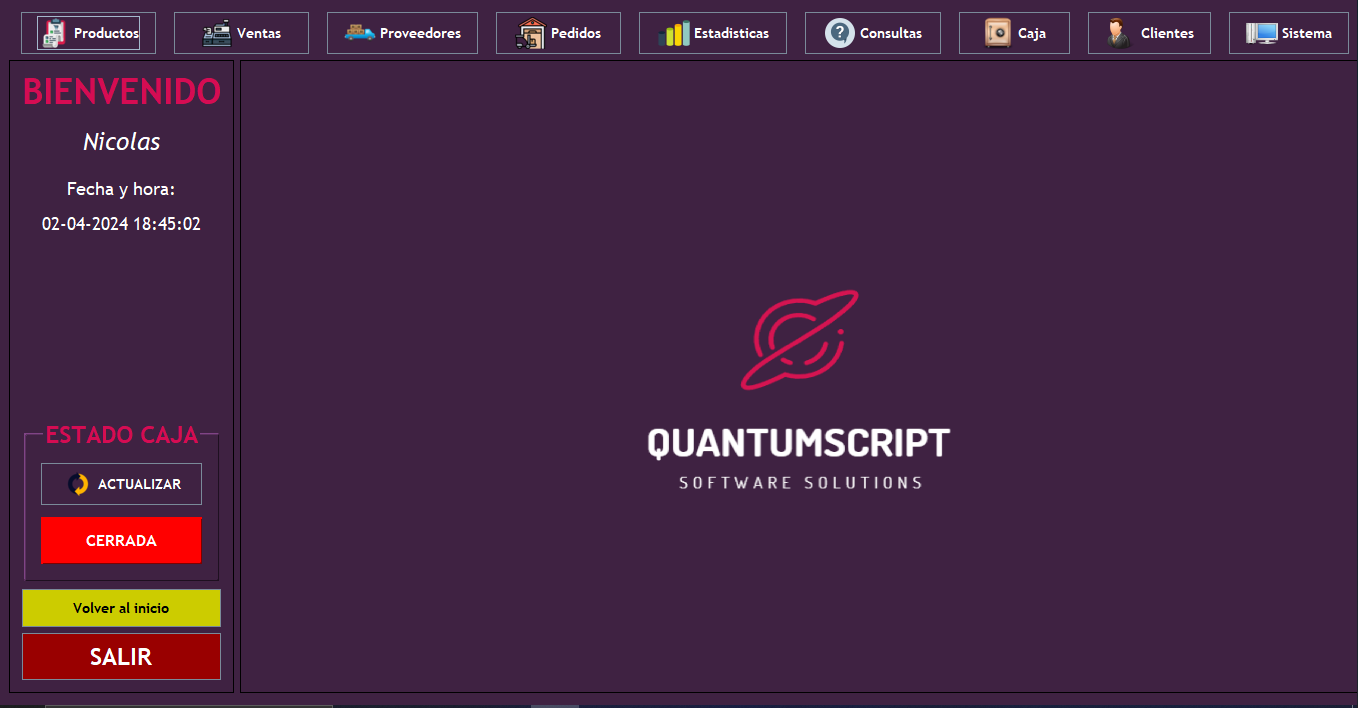 Productos
Ventas
Proveedores
Pedidos
Estadisticas
Consultas
Caja
Clientes
Sistema
BIENVENIDO
Nicolas
Fecha y hora:
02-04-2024 18:45:02
ESTADO CAJA
ACTUALIZAR
CERRADA
Volver al inicio
SALIR
QUANTUMSCRIPT
SOFTWARE SOLUTIONS